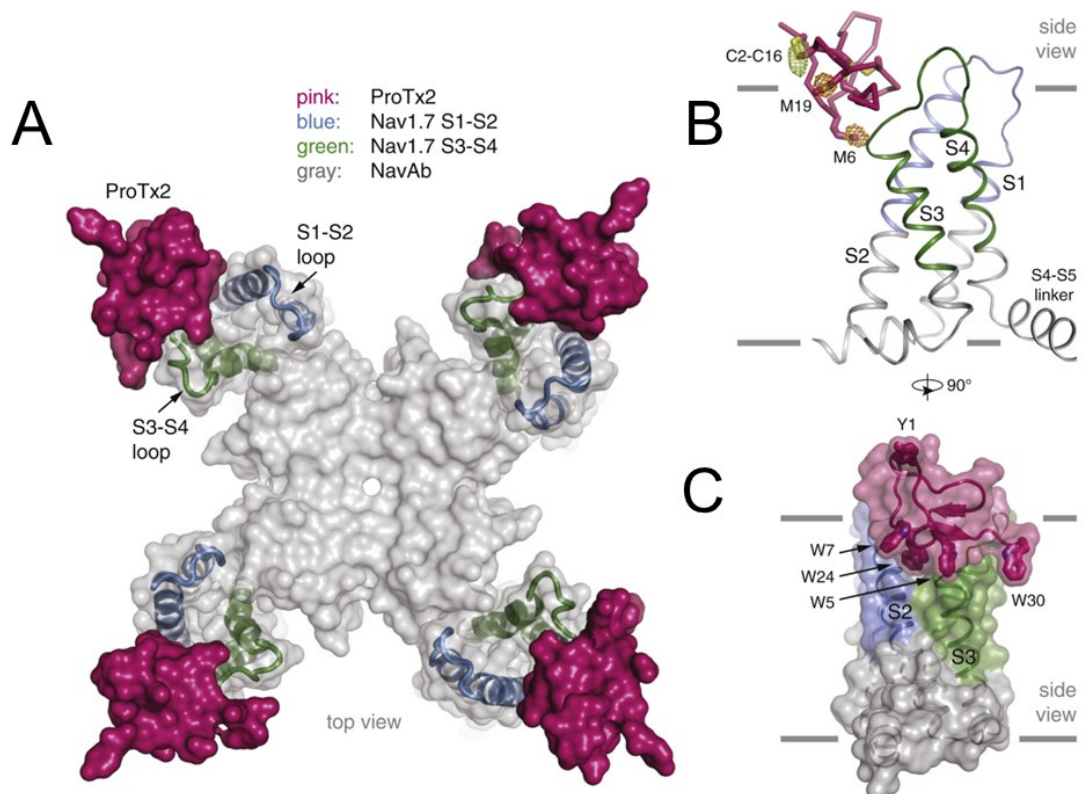 A
pink: ProTx2
blue: Nav1.7 S1-S2
green: Nav1.7 S3-S4
gray: NavAb
ProTx2
S1-S2
loop
S3-S4
loop
top view
B
side
view
C2-C16
M19
M6
S4
S1
S3
S2
S4-S5
linker
90°
C
Y1
W7
W24
W5
W30
S2
S3
side
view